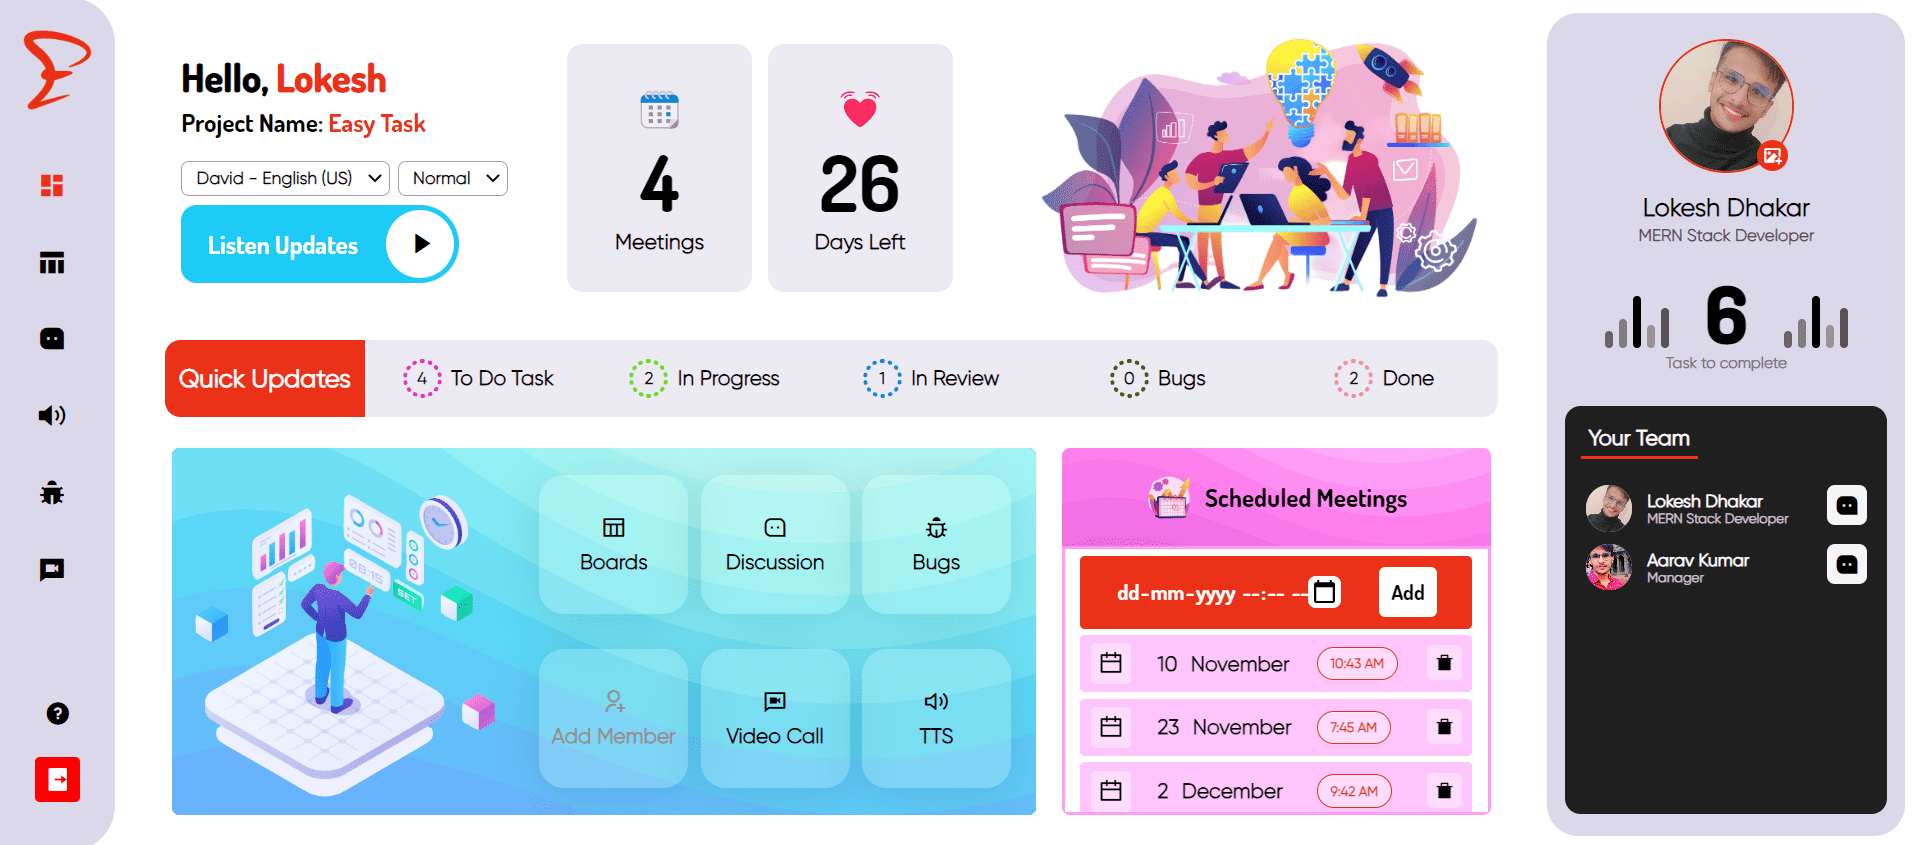 Hello, Lokesh
Project Name: Easy Task
David - English (US)
Normal
Listen Updates
4
Meetings
26
Days Left
Lokesh Dhakar
MERN Stack Developer
6
Task to complete
Quick Updates
4 To Do Task
2 In Progress
1 In Review
0 Bugs
2 Done
08:15
SET
Boards
Discussion
Bugs
Add Member
Video Call
TTS
Scheduled Meetings
dd-mm-yyyy --:-- --
Add
10 November 10:43 AM
23 November 7:45 AM
2 December 9:42 AM
Your Team
Lokesh Dhakar
MERN Stack Developer
Aarav Kumar
Manager